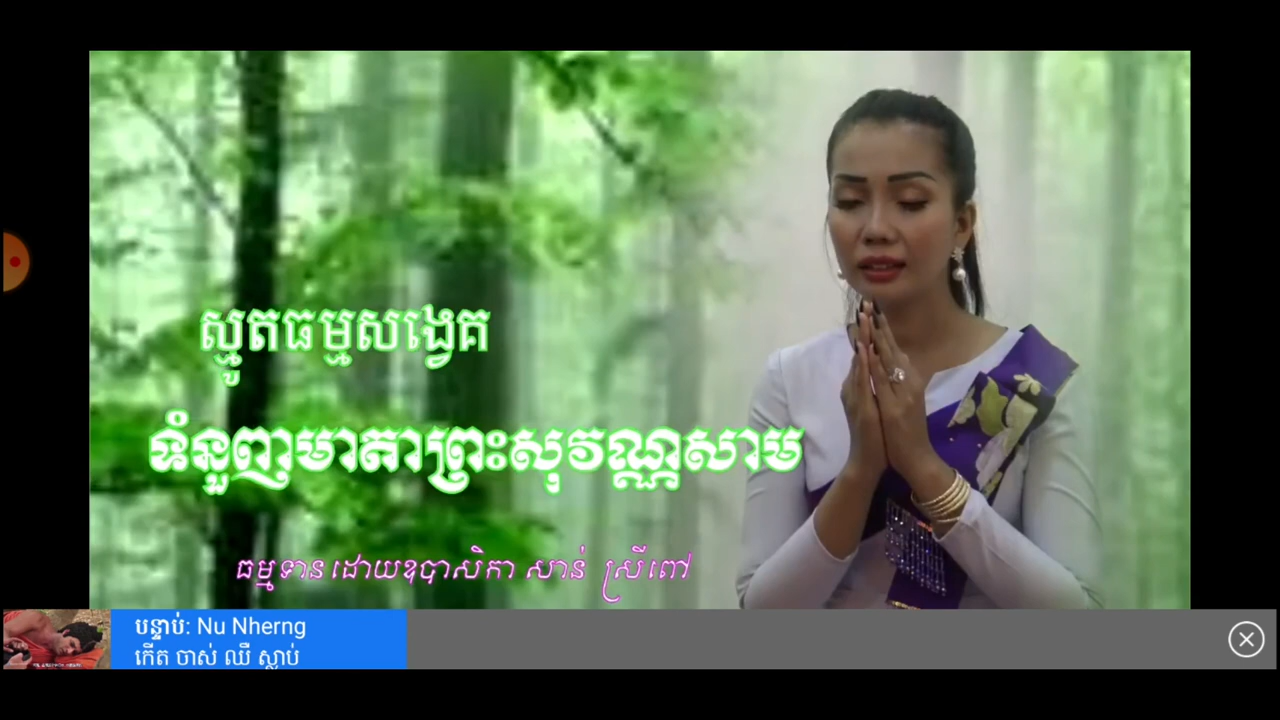 ស្មូតធម្មសង្វេគ
ទំនួញមាតាព្រះសុវណ្ណសាម
ធម្មទានដោយឧបាសិកា សាន់ ស្រីពៅ
បន្ទាប់: Nu Nherng
កើត ចាស់ ឈឺ ស្លាប់